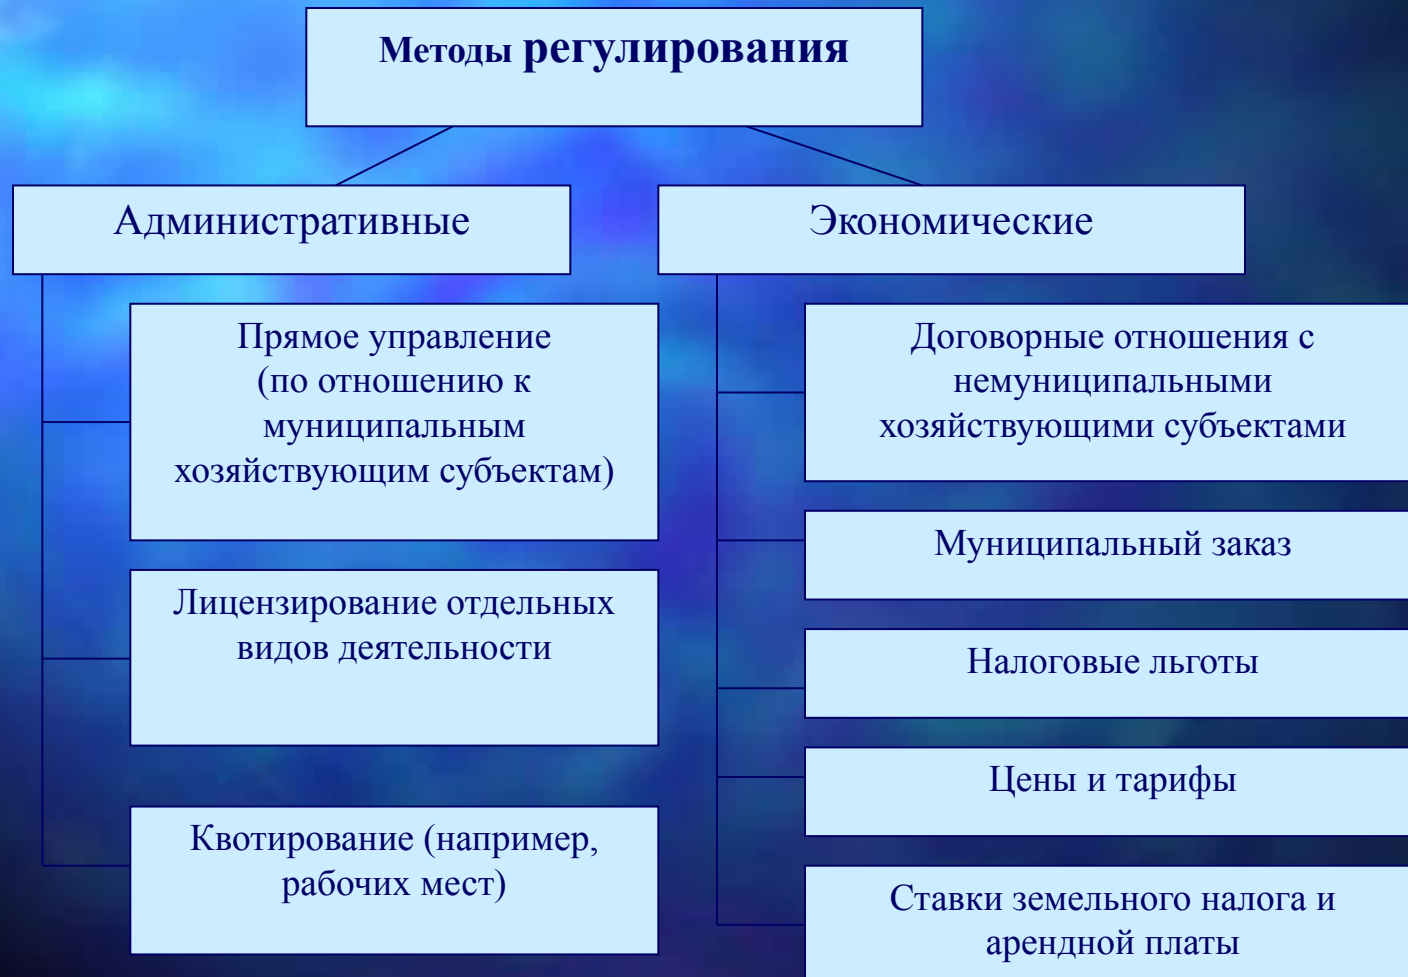 Методы регулирования
Административные
Экономические
Прямое управление
(по отношению к
муниципальным
хозяйствующим субъектам)
Лицензирование отдельных
видов деятельности
Квотирование (например,
рабочих мест)
Договорные отношения с
немуниципальными
хозяйствующими субъектами
Муниципальный заказ
Налоговые льготы
Цены и тарифы
Ставки земельного налога и
арендной платы